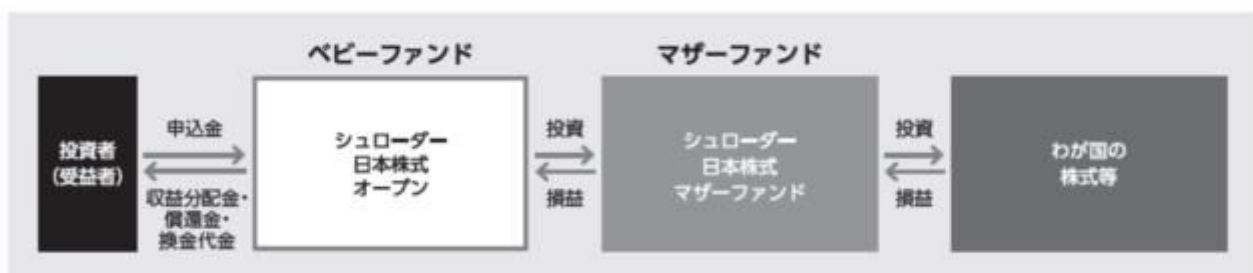 ベビーファンド
マザーファンド
投資者
(受益者)
申込金
収益分配金・
償還金・
換金代金
シュローダー
日本株式
オープン
投資
損益
シュローダー
日本株式
マザーファンド
投資
損益
わが国の
株式等